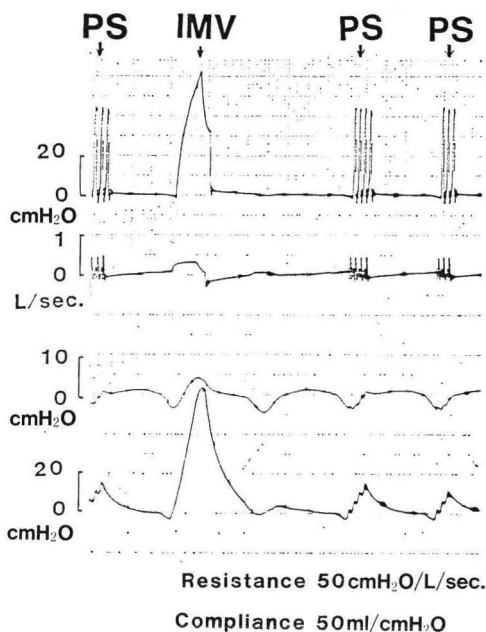 PS IMV PS PS
20
0
cmH₂O
1
0
L/sec.
10
0
cmH₂O
20
0
cmH₂O
Resistance 50cmH₂O/L/sec.
Compliance 50ml/cmH₂O